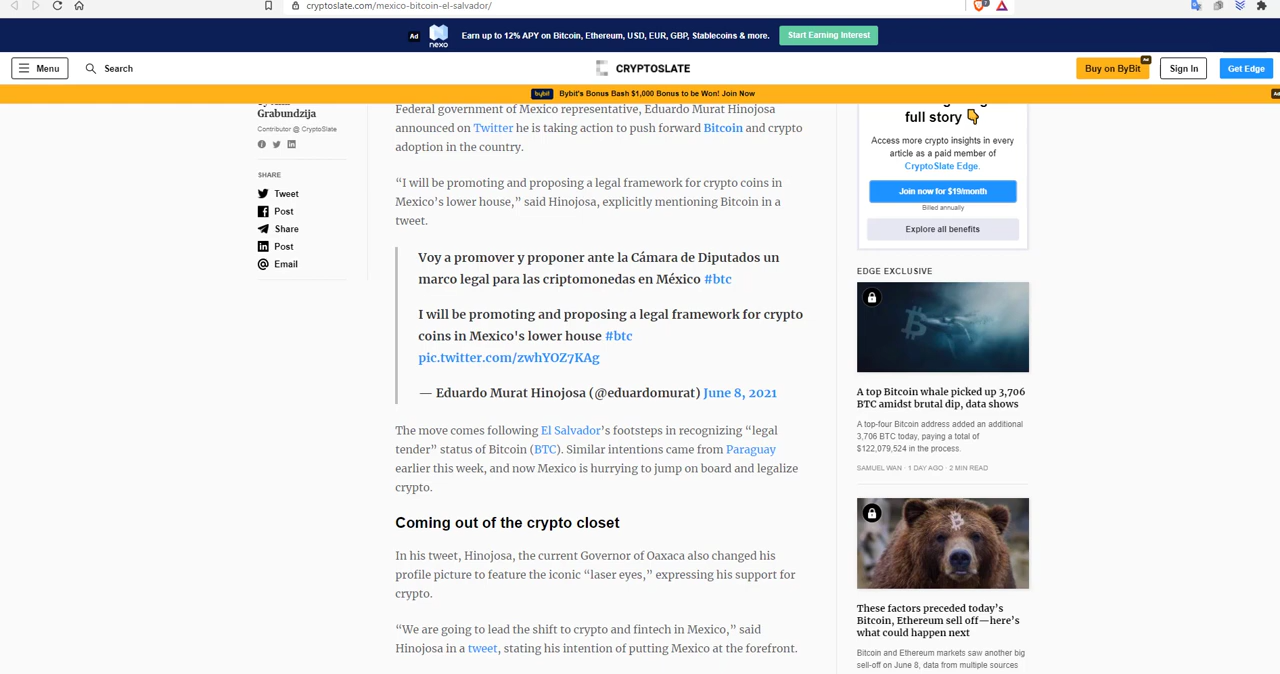 cryptoslate.com/mexico-bitcoin-el-salvador/
Ad
nexo
Earn up to 12% APY on Bitcoin, Ethereum, USD, EUR, GBP, Stablecoins & more.
Start Earning Interest
Menu
Search
CRYPTOSLATE
Buy on ByBit
Ad
Sign In
Get Edge
bybit
Bybit's Bonus Bash $1,000 Bonus to be Won! Join Now
Ad
Grabundzija
Contributor @ CryptoSlate
SHARE
Tweet
Post
Share
Post
Email
Federal government of Mexico representative, Eduardo Murat Hinojosa
announced on Twitter he is taking action to push forward Bitcoin and crypto
adoption in the country.
“I will be promoting and proposing a legal framework for crypto coins in
Mexico’s lower house,” said Hinojosa, explicitly mentioning Bitcoin in a
tweet.
Voy a promover y proponer ante la Cámara de Diputados un
marco legal para las criptomonedas en México #btc
I will be promoting and proposing a legal framework for crypto
coins in Mexico's lower house #btc
pic.twitter.com/zwhYOZ7KAg
— Eduardo Murat Hinojosa (@eduardomurat) June 8, 2021
The move comes following El Salvador’s footsteps in recognizing “legal
tender” status of Bitcoin (BTC). Similar intentions came from Paraguay
earlier this week, and now Mexico is hurrying to jump on board and legalize
crypto.
Coming out of the crypto closet
In his tweet, Hinojosa, the current Governor of Oaxaca also changed his
profile picture to feature the iconic “laser eyes,” expressing his support for
crypto.
“We are going to lead the shift to crypto and fintech in Mexico,” said
Hinojosa in a tweet, stating his intention of putting Mexico at the forefront.
full story
Access more crypto insights in every
article as a paid member of
CryptoSlate Edge.
Join now for $19/month
Billed annually
Explore all benefits
EDGE EXCLUSIVE
A top Bitcoin whale picked up 3,706
BTC amidst brutal dip, data shows
A top-four Bitcoin address added an additional
3,706 BTC today, paying a total of
$122,079,524 in the process.
SAMUEL WAN · 1 DAY AGO · 2 MIN READ
These factors preceded today’s
Bitcoin, Ethereum sell off—here’s
what could happen next
Bitcoin and Ethereum markets saw another big
sell-off on June 8, data from multiple sources